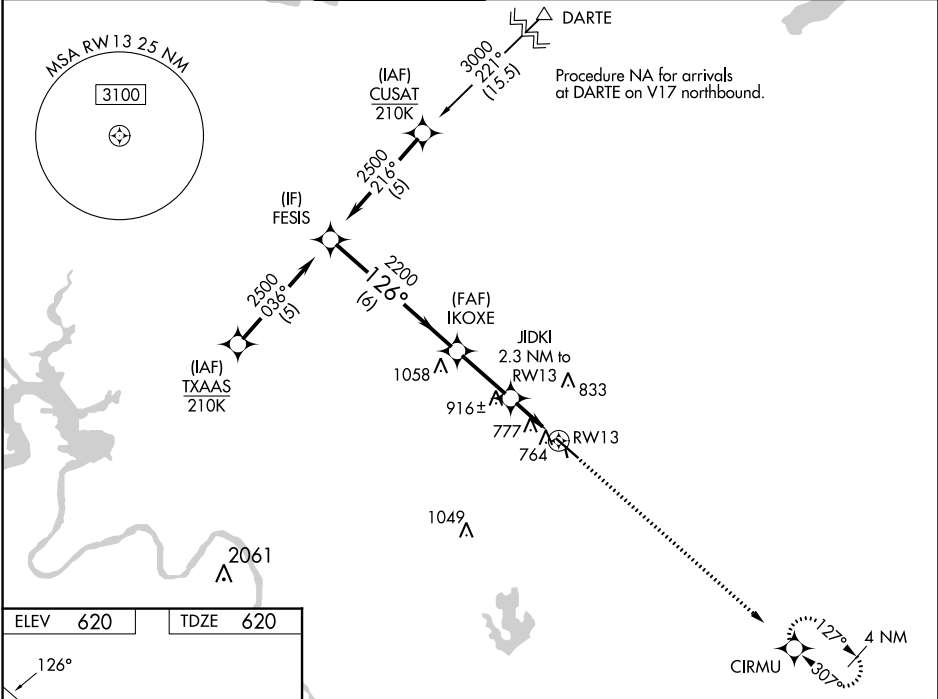 MSA RW13 25 NM
3100
DARTE
3000
221°
(15.5)
Procedure NA for arrivals
at DARTE on V17 northbound.
(IAF)
CUSAT
210K
2500
216°
(5)
(IF)
FESIS
2500
036°
(5)
(IAF)
TXAAS
210K
2200
126°
(6)
(FAF)
IKOXE
1058
JIDKI
2.3 NM to
RW13
833
916±
777
764
RW13
1049
2061
ELEV 620
TDZE 620
126°
127°
4 NM
307°
CIRMU